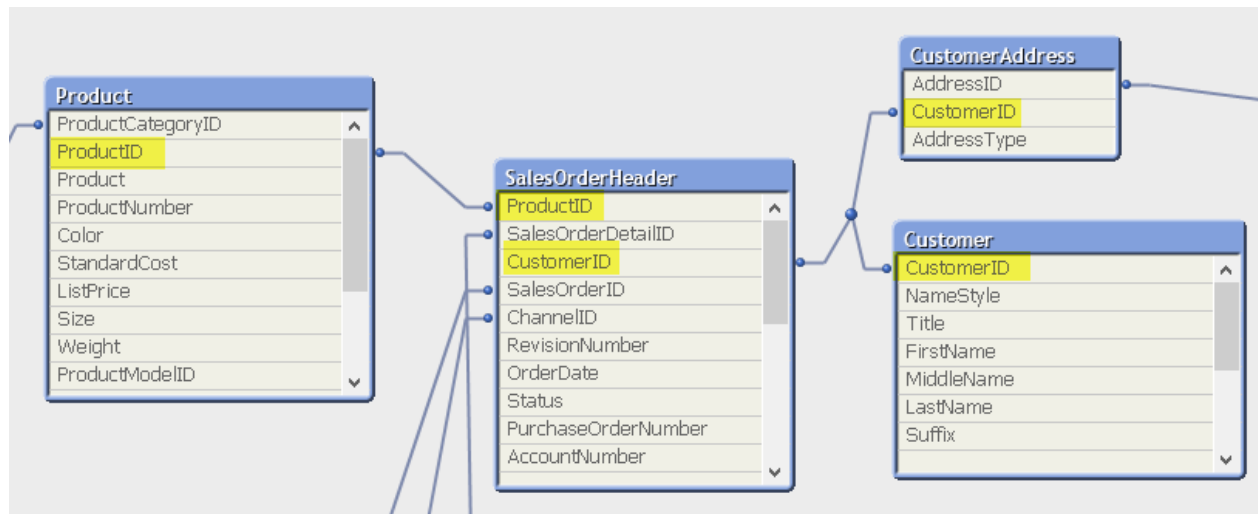 Product
ProductCategoryID
ProductID
Product
ProductNumber
Color
StandardCost
ListPrice
Size
Weight
ProductModelID
SalesOrderHeader
ProductID
SalesOrderDetailID
CustomerID
SalesOrderID
ChannelID
RevisionNumber
OrderDate
Status
PurchaseOrderNumber
AccountNumber
CustomerAddress
AddressID
CustomerID
AddressType
Customer
CustomerID
NameStyle
Title
FirstName
MiddleName
LastName
Suffix